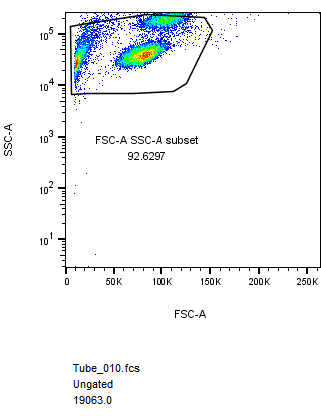 10^5
10^4
10^3
10^2
10^1
SSC-A
FSC-A SSC-A subset
92.6297
0 50K 100K 150K 200K 250K
FSC-A
Tube_010.fcs
Ungated
19063.0